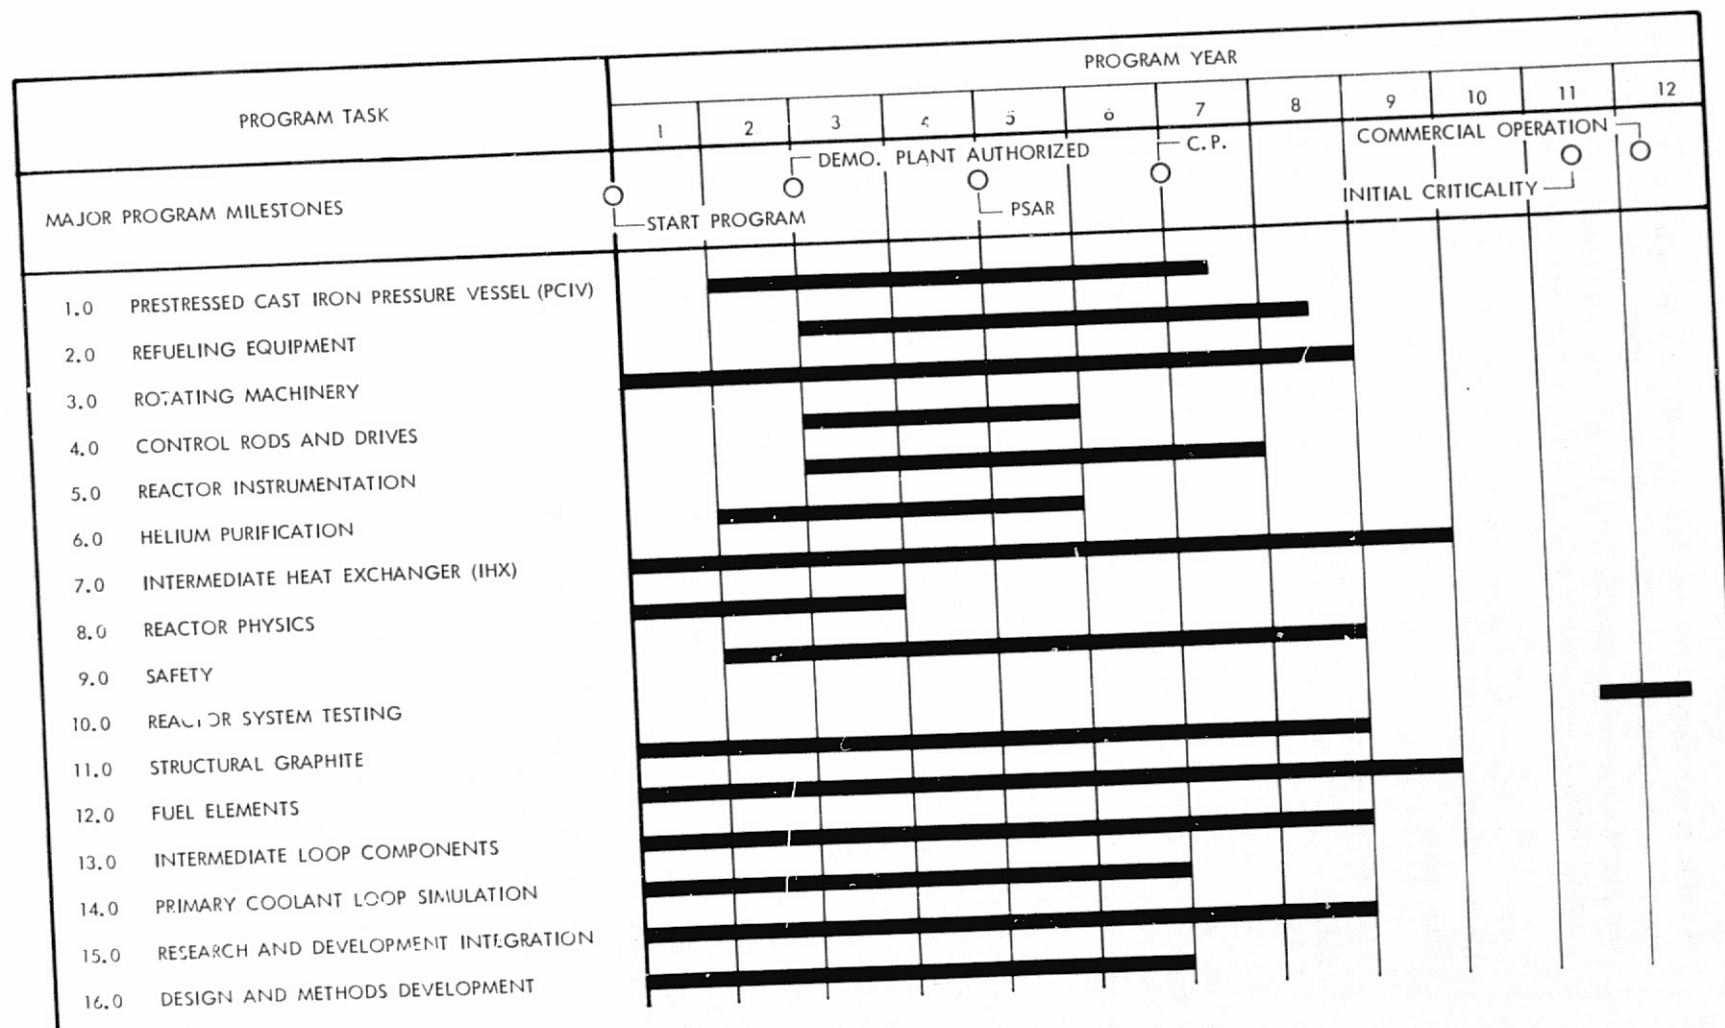 PROGRAM TASK
PROGRAM YEAR
1 2 3 4 5 6 7 8 9 10 11 12
MAJOR PROGRAM MILESTONES
START PROGRAM
DEMO. PLANT AUTHORIZED
PSAR
C.P.
COMMERCIAL OPERATION
INITIAL CRITICALITY
1.0 PRESTRESSED CAST IRON PRESSURE VESSEL (PCIV)
2.0 REFUELING EQUIPMENT
3.0 ROTATING MACHINERY
4.0 CONTROL RODS AND DRIVES
5.0 REACTOR INSTRUMENTATION
6.0 HELIUM PURIFICATION
7.0 INTERMEDIATE HEAT EXCHANGER (IHX)
8.0 REACTOR PHYSICS
9.0 SAFETY
10.0 REACTOR SYSTEM TESTING
11.0 STRUCTURAL GRAPHITE
12.0 FUEL ELEMENTS
13.0 INTERMEDIATE LOOP COMPONENTS
14.0 PRIMARY COOLANT LOOP SIMULATION
15.0 RESEARCH AND DEVELOPMENT INTEGRATION
16.0 DESIGN AND METHODS DEVELOPMENT